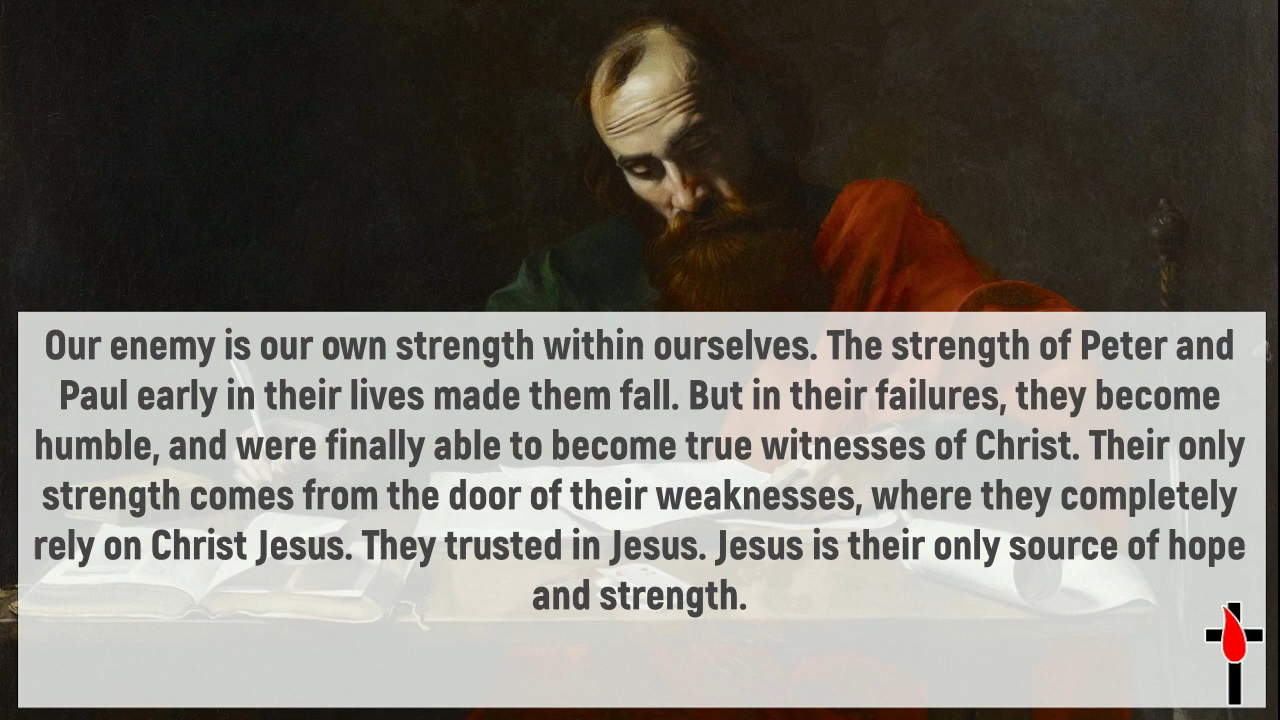 Our enemy is our own strength within ourselves. The strength of Peter and
Paul early in their lives made them fall. But in their failures, they become
humble, and were finally able to become true witnesses of Christ. Their only
strength comes from the door of their weaknesses, where they completely
rely on Christ Jesus. They trusted in Jesus. Jesus is their only source of hope
and strength.